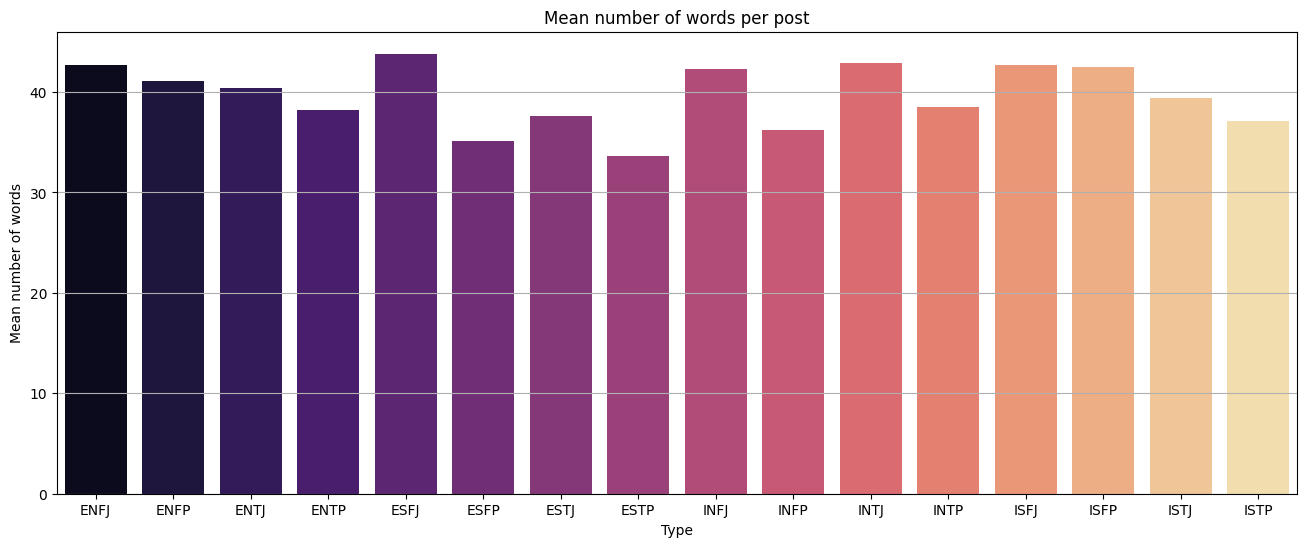 Mean number of words per post
Mean number of words
40
30
20
10
0
ENFJ ENFP ENTJ ENTP ESFJ ESFP ESTJ ESTP INFJ INFP INTJ INTP ISFJ ISFP ISTJ ISTP
Type